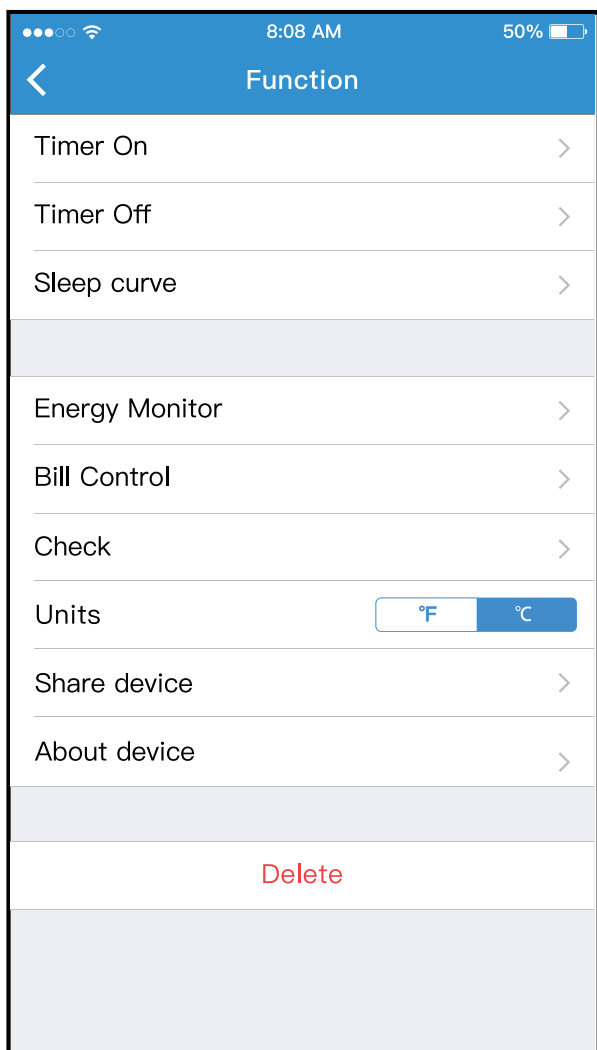 8:08 AM 50%
Function
Timer On
Timer Off
Sleep curve
Energy Monitor
Bill Control
Check
Units °F °C
Share device
About device
Delete